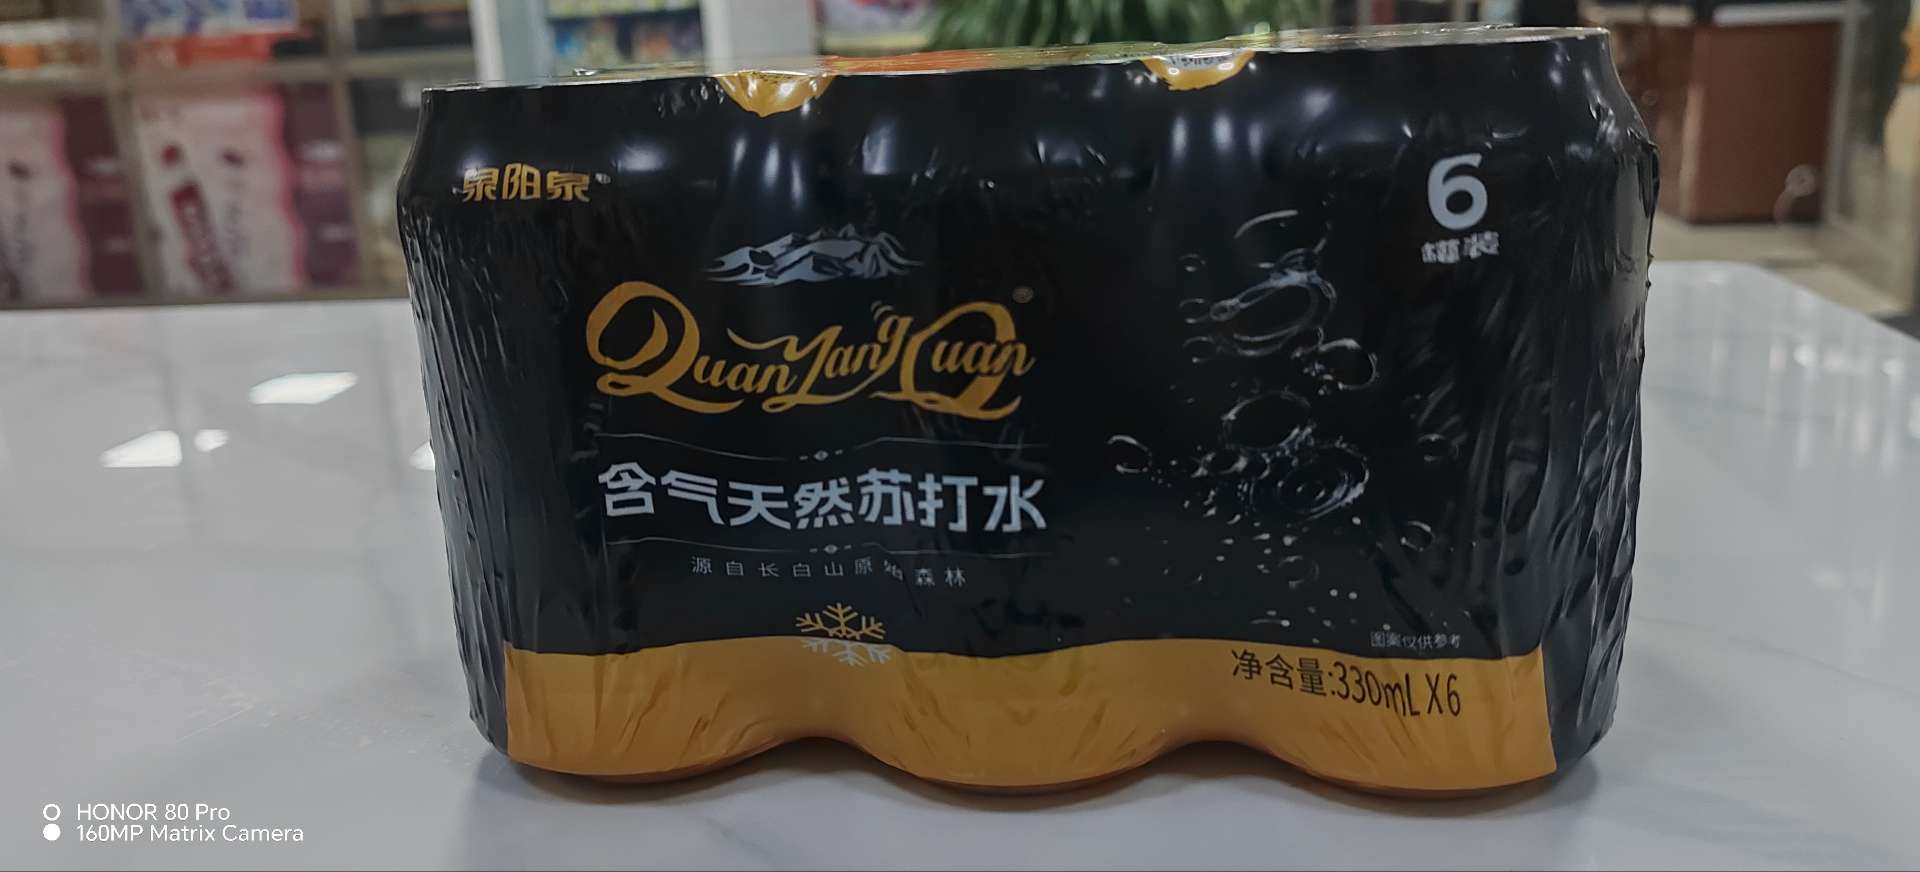 泉阳泉
6
罐装
QuanYangQuan
含气天然苏打水
源自长白山原始森林
图案仅供参考
净含量:330mL X6
HONOR 80 Pro
160MP Matrix Camera